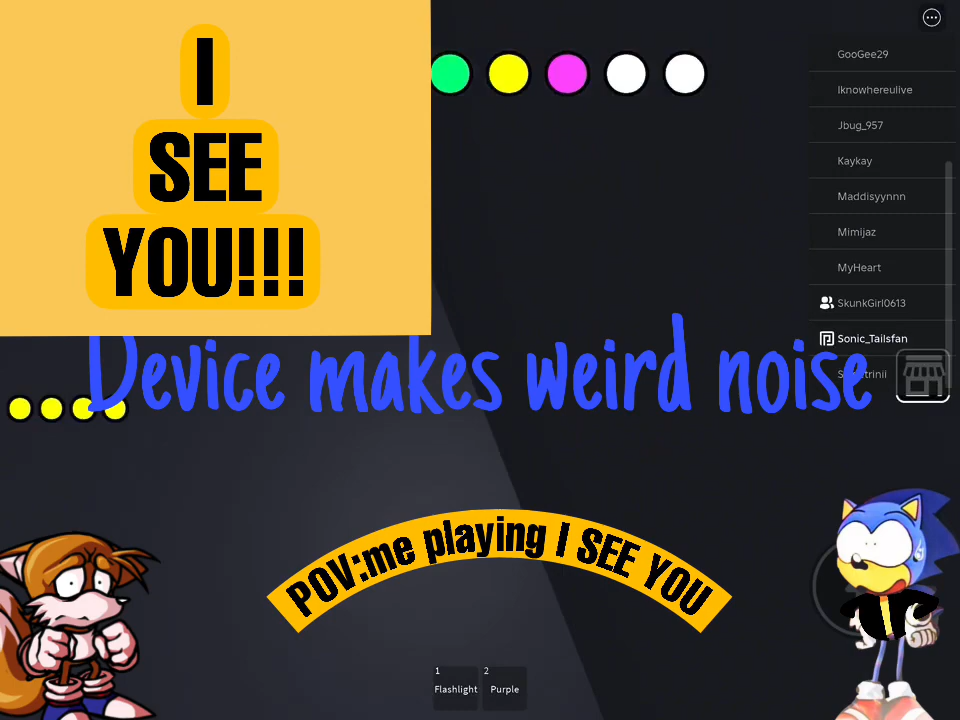 I
SEE
YOU!!!
GooGee29
Iknowhereulive
Jbug_957
Kaykay
Maddisyynnn
Mimijaz
MyHeart
SkunkGirl0613
Sonic_Tailsfan
Device makes weird noise
POV:me playing I SEE YOU
1
Flashlight
2
Purple